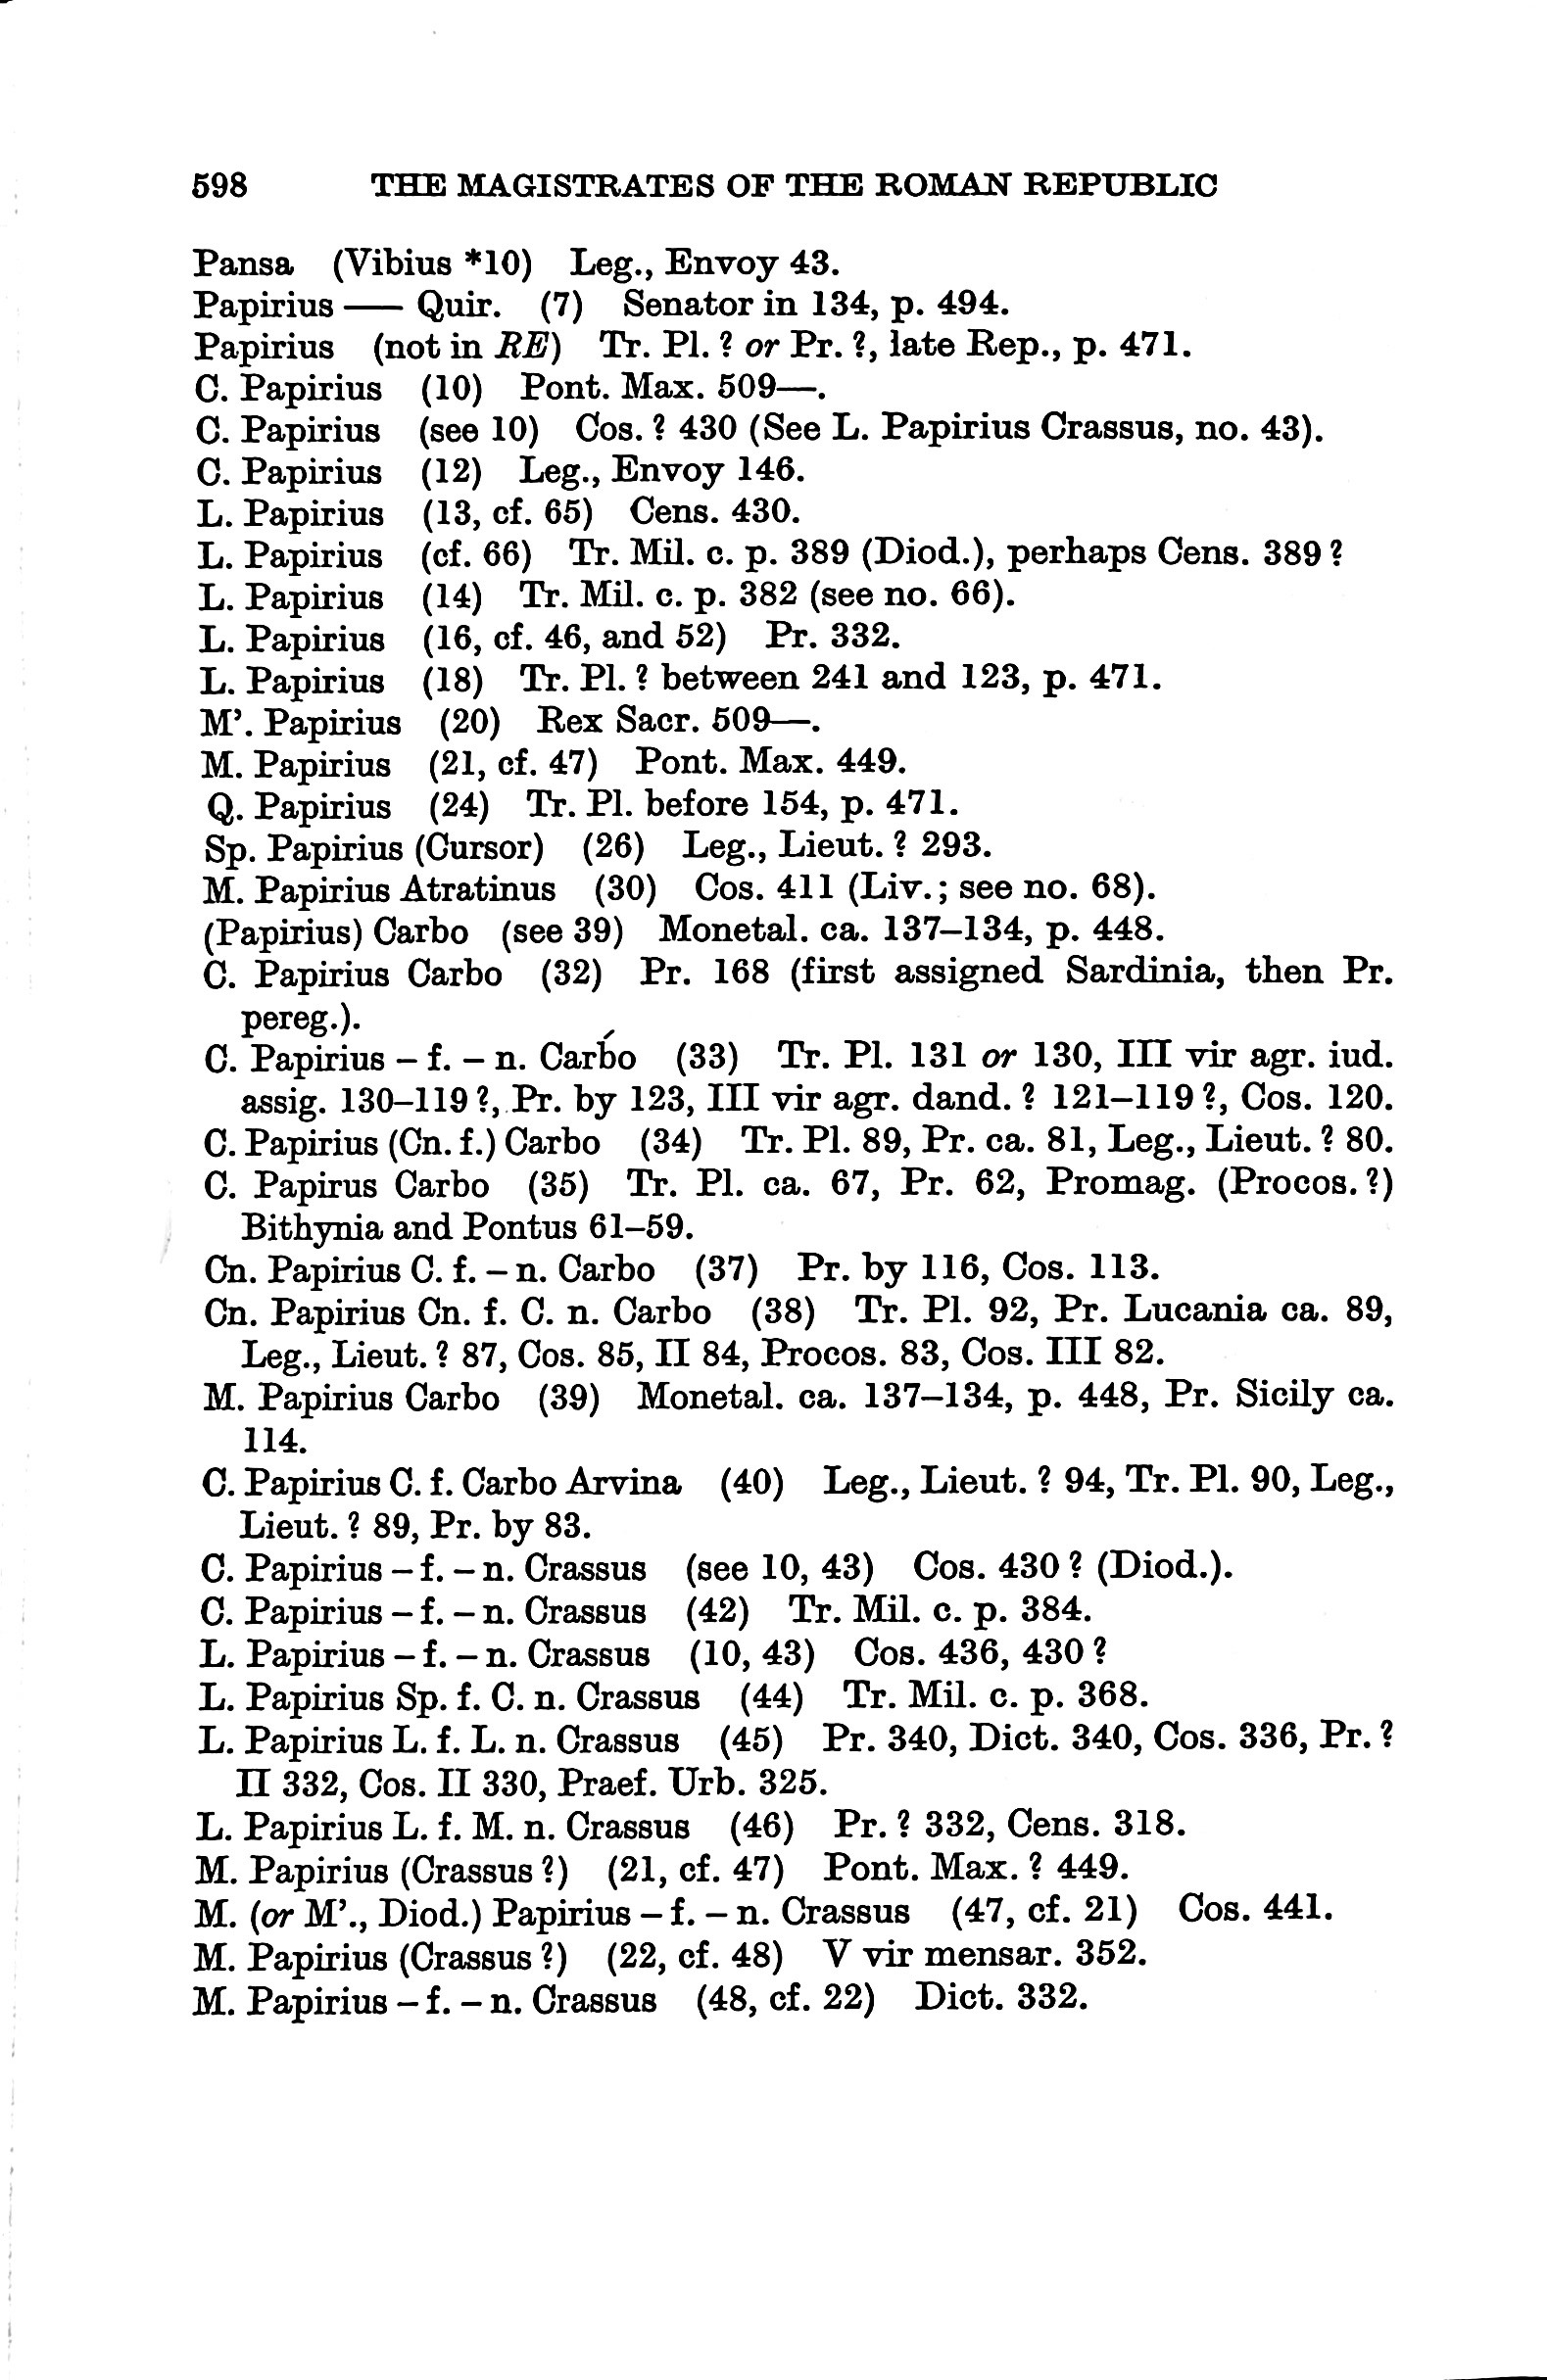 598 THE MAGISTRATES OF THE ROMAN REPUBLIC
Pansa (Vibius *10) Leg., Envoy 43.
Papirius — Quir. (7) Senator in 134, p. 494.
Papirius (not in RE) Tr. Pl. ? or Pr. ?, late Rep., p. 471.
C. Papirius (10) Pont. Max. 509—.
C. Papirius (see 10) Cos. ? 430 (See L. Papirius Crassus, no. 43).
C. Papirius (12) Leg., Envoy 146.
L. Papirius (13, cf. 65) Cens. 430.
L. Papirius (cf. 66) Tr. Mil. c. p. 389 (Diod.), perhaps Cens. 389 ?
L. Papirius (14) Tr. Mil. c. p. 382 (see no. 66).
L. Papirius (16, cf. 46, and 52) Pr. 332.
L. Papirius (18) Tr. Pl. ? between 241 and 123, p. 471.
M’. Papirius (20) Rex Sacr. 509—.
M. Papirius (21, cf. 47) Pont. Max. 449.
Q. Papirius (24) Tr. Pl. before 154, p. 471.
Sp. Papirius (Cursor) (26) Leg., Lieut. ? 293.
M. Papirius Atratinus (30) Cos. 411 (Liv.; see no. 68).
(Papirius) Carbo (see 39) Monetal. ca. 137–134, p. 448.
C. Papirius Carbo (32) Pr. 168 (first assigned Sardinia, then Pr.
pereg.).
C. Papirius – f. – n. Carbo (33) Tr. Pl. 131 or 130, III vir agr. iud.
assig. 130–119 ?, Pr. by 123, III vir agr. dand. ? 121–119 ?, Cos. 120.
C. Papirius (Cn. f.) Carbo (34) Tr. Pl. 89, Pr. ca. 81, Leg., Lieut. ? 80.
C. Papirus Carbo (35) Tr. Pl. ca. 67, Pr. 62, Promag. (Procos. ?)
Bithynia and Pontus 61–59.
Cn. Papirius C. f. – n. Carbo (37) Pr. by 116, Cos. 113.
Cn. Papirius Cn. f. C. n. Carbo (38) Tr. Pl. 92, Pr. Lucania ca. 89,
Leg., Lieut. ? 87, Cos. 85, II 84, Procos. 83, Cos. III 82.
M. Papirius Carbo (39) Monetal. ca. 137–134, p. 448, Pr. Sicily ca.
114.
C. Papirius C. f. Carbo Arvina (40) Leg., Lieut. ? 94, Tr. Pl. 90, Leg.,
Lieut. ? 89, Pr. by 83.
C. Papirius – f. – n. Crassus (see 10, 43) Cos. 430 ? (Diod.).
C. Papirius – f. – n. Crassus (42) Tr. Mil. c. p. 384.
L. Papirius – f. – n. Crassus (10, 43) Cos. 436, 430 ?
L. Papirius Sp. f. C. n. Crassus (44) Tr. Mil. c. p. 368.
L. Papirius L. f. L. n. Crassus (45) Pr. 340, Dict. 340, Cos. 336, Pr. ?
II 332, Cos. II 330, Praef. Urb. 325.
L. Papirius L. f. M. n. Crassus (46) Pr. ? 332, Cens. 318.
M. Papirius (Crassus ?) (21, cf. 47) Pont. Max. ? 449.
M. (or M’., Diod.) Papirius – f. – n. Crassus (47, cf. 21) Cos. 441.
M. Papirius (Crassus ?) (22, cf. 48) V vir mensar. 352.
M. Papirius – f. – n. Crassus (48, cf. 22) Dict. 332.